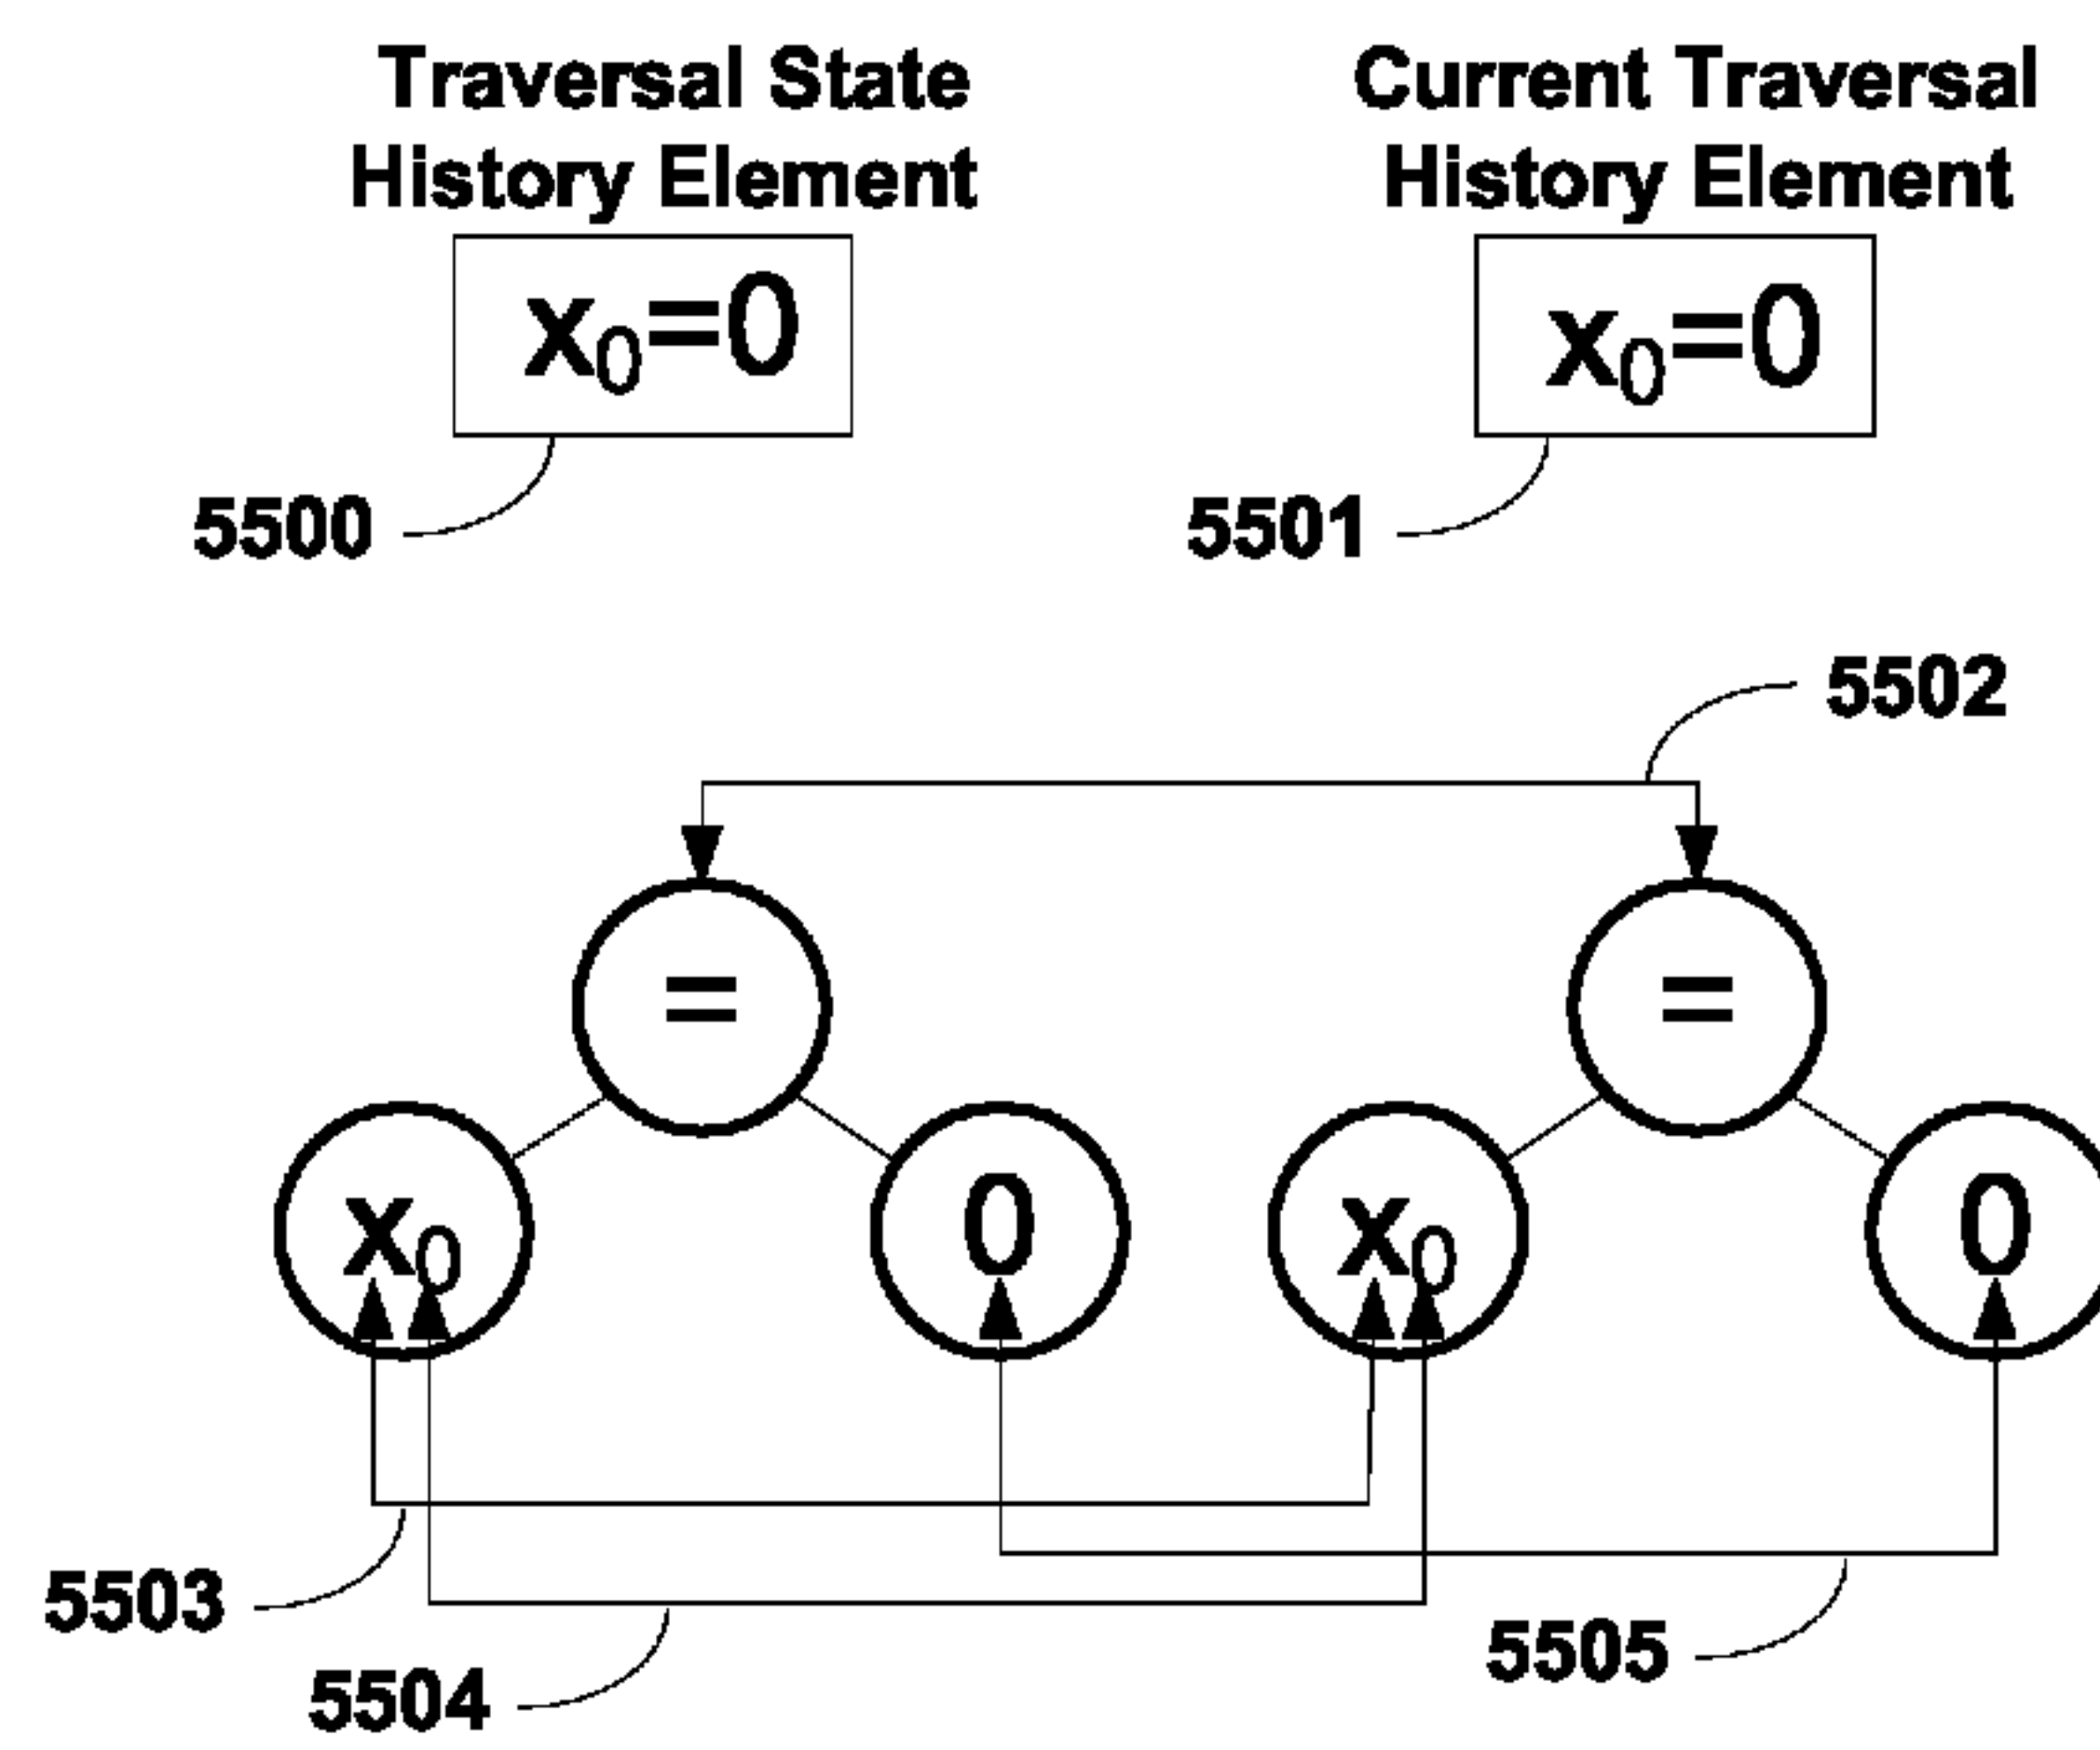 Traversal State
History Element
Current Traversal
History Element
x₀=0
x₀=0
5500
5501
5502
=
=
x₀
0
x₀
0
5503
5504
5505